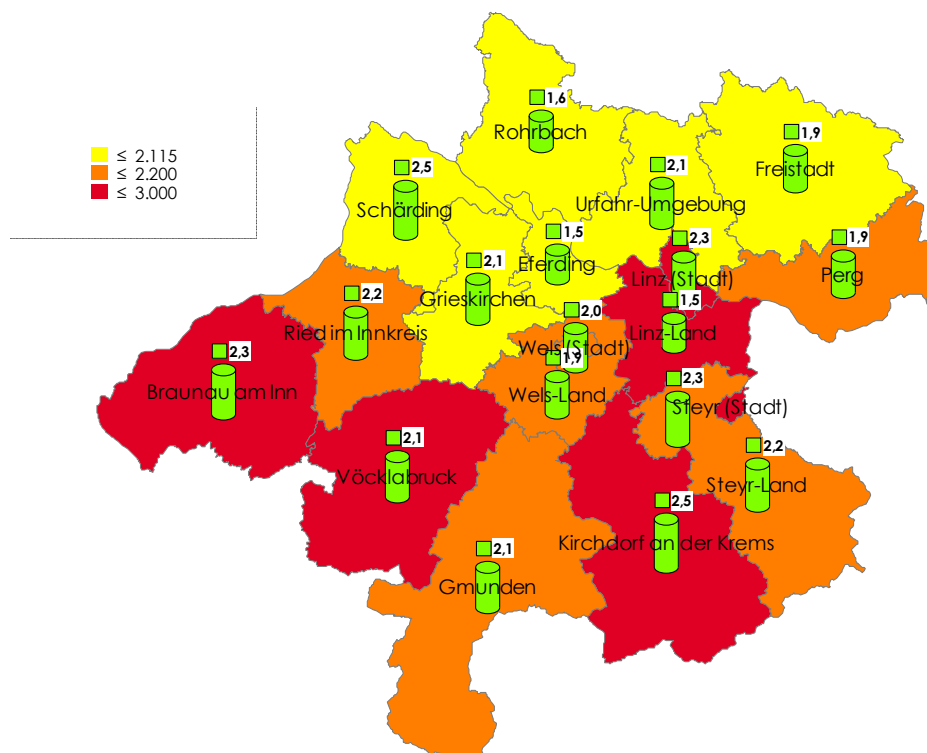 ≤ 2.115
≤ 2.200
≤ 3.000
1,6
Rohrbach
1,9
Freistadt
2,5
Schärding
2,1
Urfahr-Umgebung
1,5
Eferding
2,3
Linz (Stadt)
1,9
Perg
2,1
Grieskirchen
2,2
Ried im Innkreis
2,0
Wels (Stadt)
1,5
Linz-Land
2,3
Braunau am Inn
1,9
Wels-Land
2,3
Steyr (Stadt)
2,1
Vöcklabruck
2,2
Steyr-Land
2,5
Kirchdorf an der Krems
2,1
Gmunden